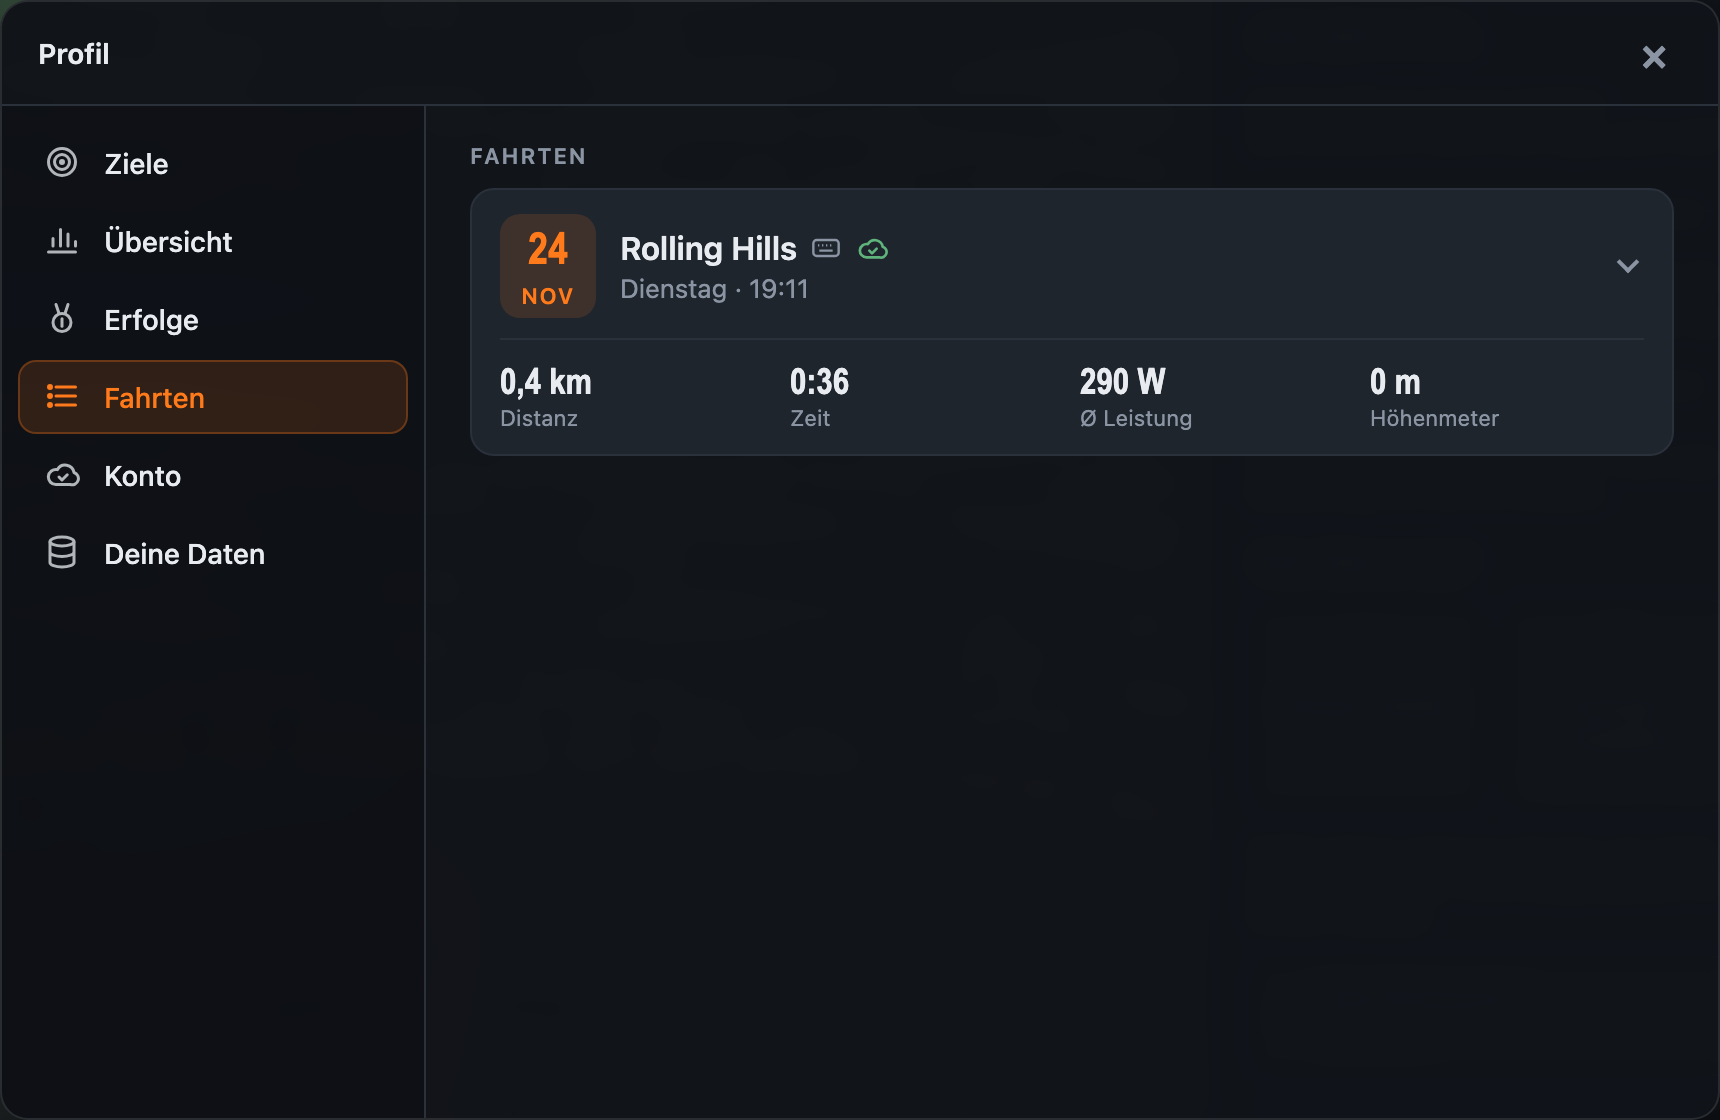 Profil
Ziele
Übersicht
Erfolge
Fahrten
Konto
Deine Daten
FAHRTEN
24
NOV
Rolling Hills
Dienstag · 19:11
0,4 km
Distanz
0:36
Zeit
290 W
Ø Leistung
0 m
Höhenmeter